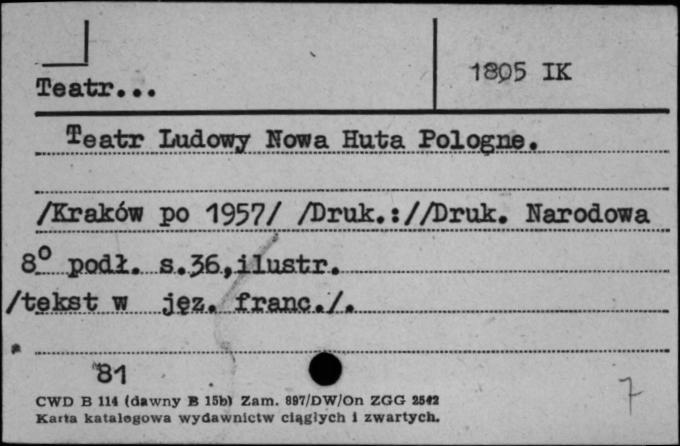 1805 IK
Teatr...
Teatr Ludowy Nowa Huta Pologne.
/Kraków po 1957/ /Druk.://Druk. Narodowa
8° podł. s.36,ilustr.
/tekst w jęz. franc./.
81
7
CWD B 114 (dawny B 15b) Zam. 897/DW/On ZGG 2542
Karta katalogowa wydawnictw ciągłych i zwartych.